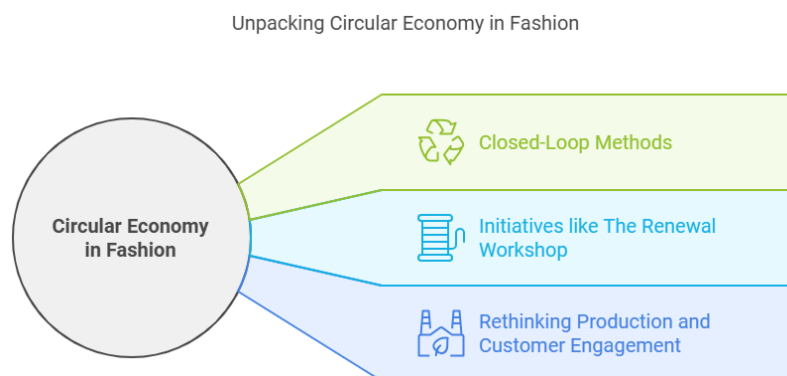 Unpacking Circular Economy in Fashion
Circular Economy
in Fashion
Closed-Loop Methods
Initiatives like The Renewal
Workshop
Rethinking Production and
Customer Engagement